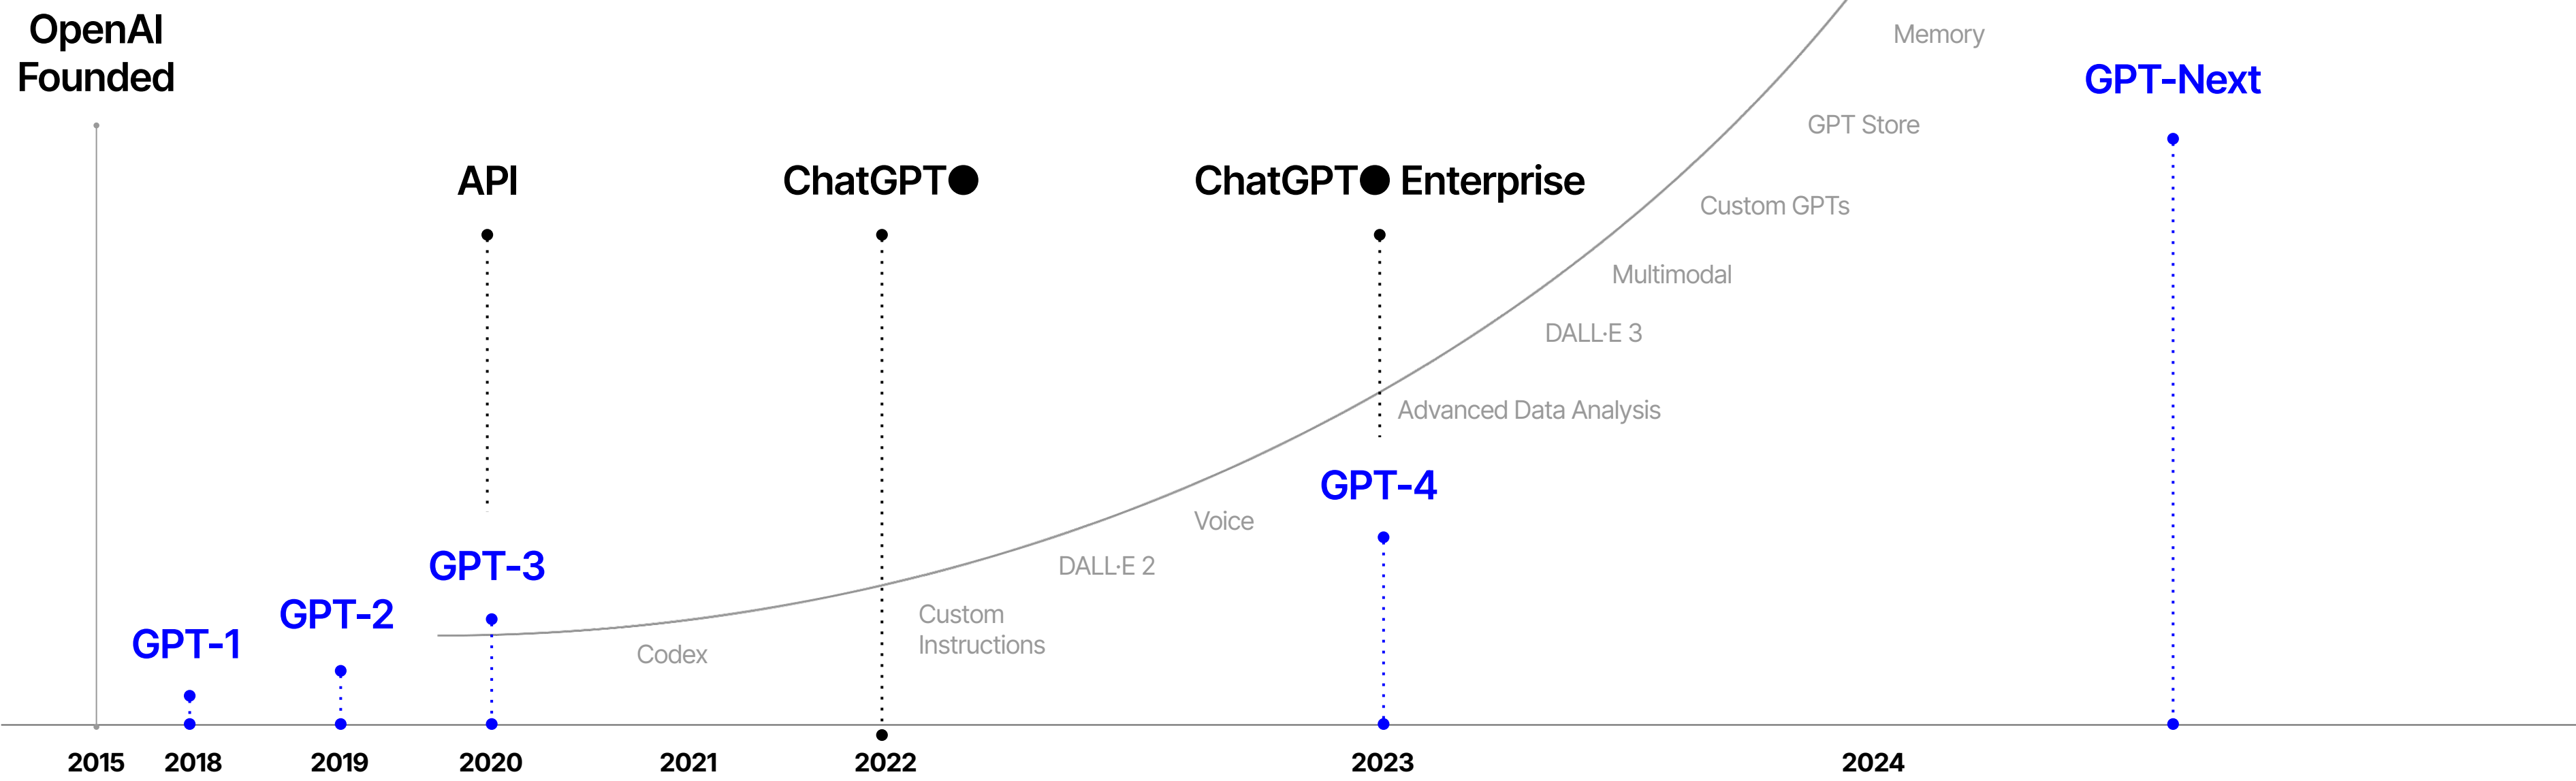 OpenAI
Founded
Memory
GPT-Next
GPT Store
API
ChatGPT
ChatGPT Enterprise
Custom GPTs
Multimodal
DALL·E 3
Advanced Data Analysis
GPT-4
Voice
GPT-3
DALL·E 2
GPT-2
Custom
Instructions
GPT-1
Codex
2015
2018
2019
2020
2021
2022
2023
2024